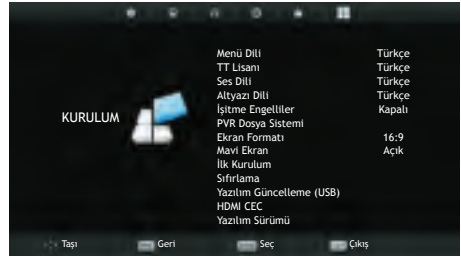 Menü Dili Türkçe
TT Lisanı Türkçe
Ses Dili Türkçe
Altyazı Dili Türkçe
İşitme Engelliler Kapalı
KURULUM
PVR Dosya Sistemi
Ekran Formatı 16:9
Mavi Ekran Açık
İlk Kurulum
Sıfırlama
Yazılım Güncelleme (USB)
HDMI CEC
Yazılım Sürümü
Taşı Geri Seç Çıkış